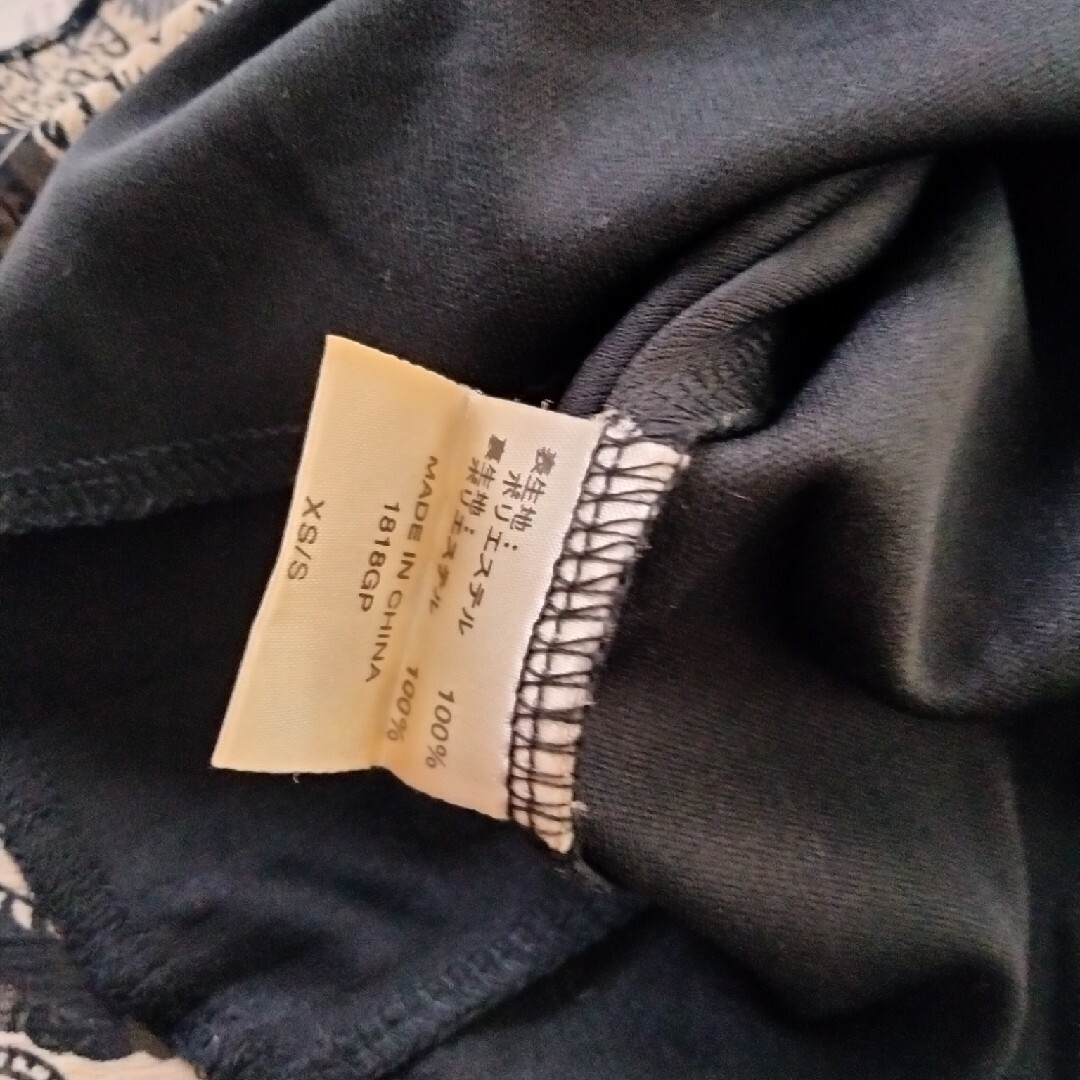 表生地:
ポリエステル 100%
裏生地:
ポリエステル 100%
MADE IN CHINA
1818GP
XS/S